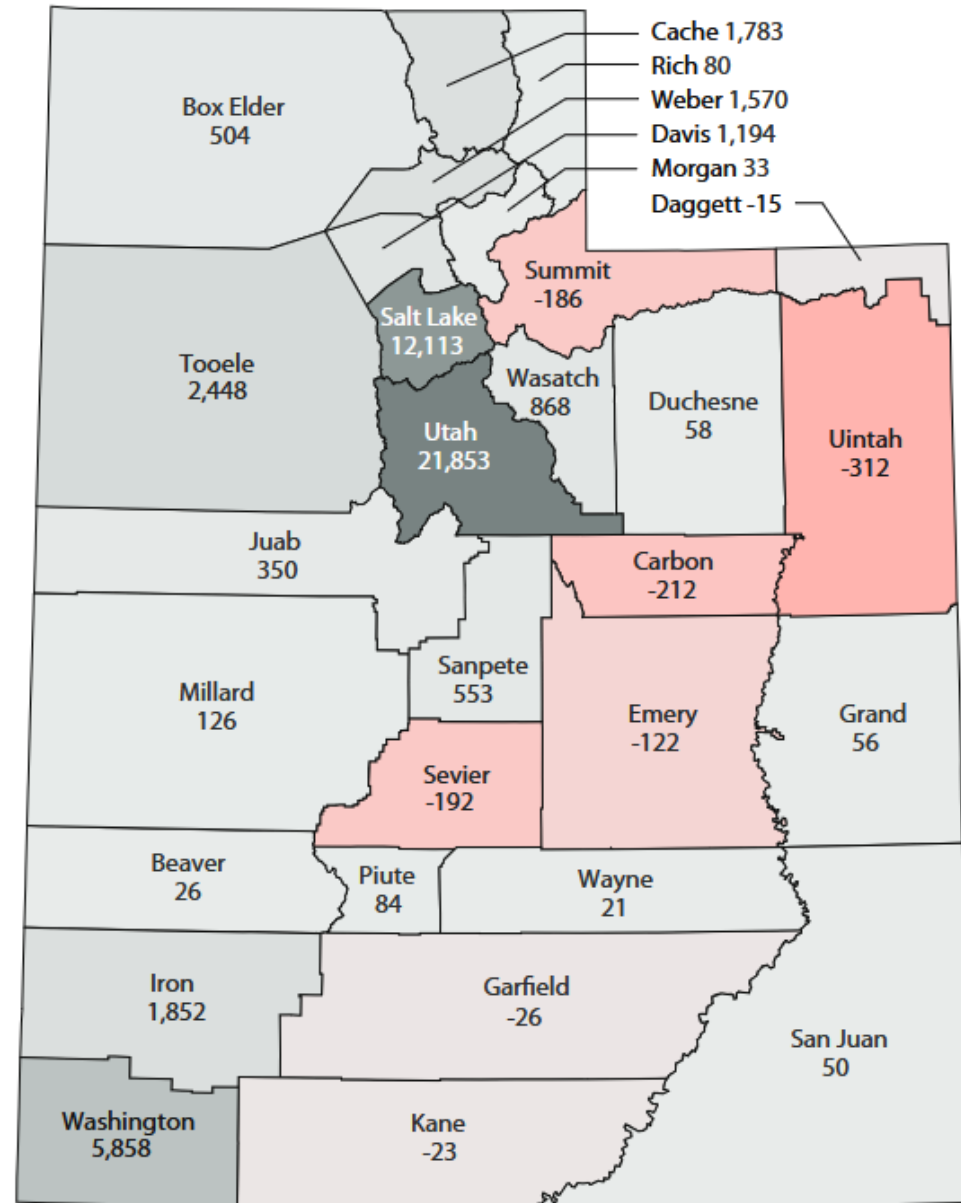 Cache 1,783
Rich 80
Weber 1,570
Davis 1,194
Morgan 33
Daggett -15
Box Elder
504
Summit
-186
Salt Lake
12,113
Tooele
2,448
Wasatch
868
Duchesne
58
Uintah
-312
Utah
21,853
Juab
350
Carbon
-212
Sanpete
553
Millard
126
Emery
-122
Grand
56
Sevier
-192
Beaver
26
Piute
84
Wayne
21
Iron
1,852
Garfield
-26
San Juan
50
Washington
5,858
Kane
-23